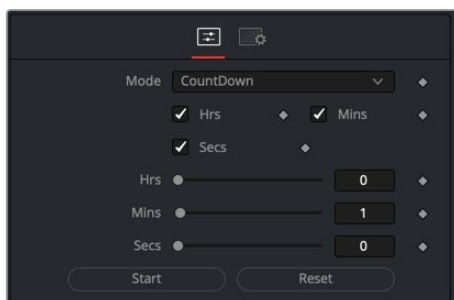 Mode CountDown
Hrs Mins
Secs
Hrs 0
Mins 1
Secs 0
Start Reset